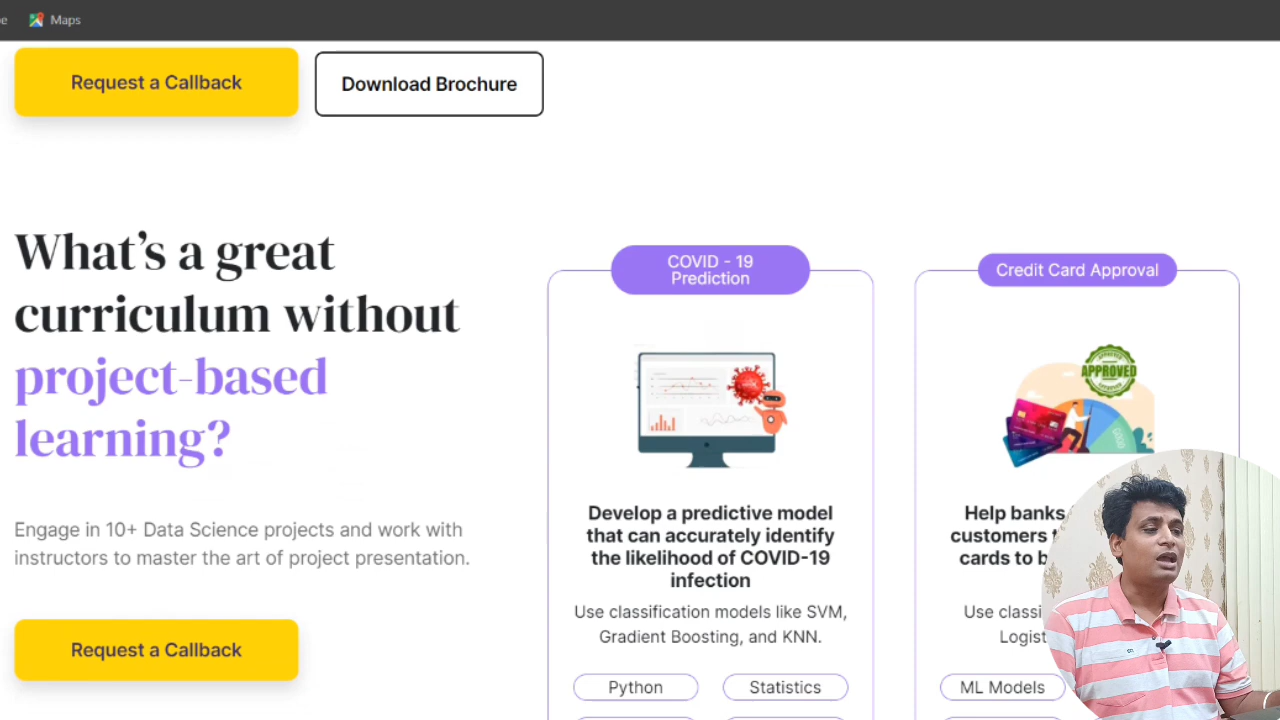 Maps
Request a Callback
Download Brochure
What's a great
curriculum without
project-based
learning?
Engage in 10+ Data Science projects and work with
instructors to master the art of project presentation.
Request a Callback
COVID - 19
Prediction
Develop a predictive model
that can accurately identify
the likelihood of COVID-19
infection
Use classification models like SVM,
Gradient Boosting, and KNN.
Python
Statistics
Credit Card Approval
APPROVED
Help banks
customers
cards to b
Use classi
Logist
ML Models